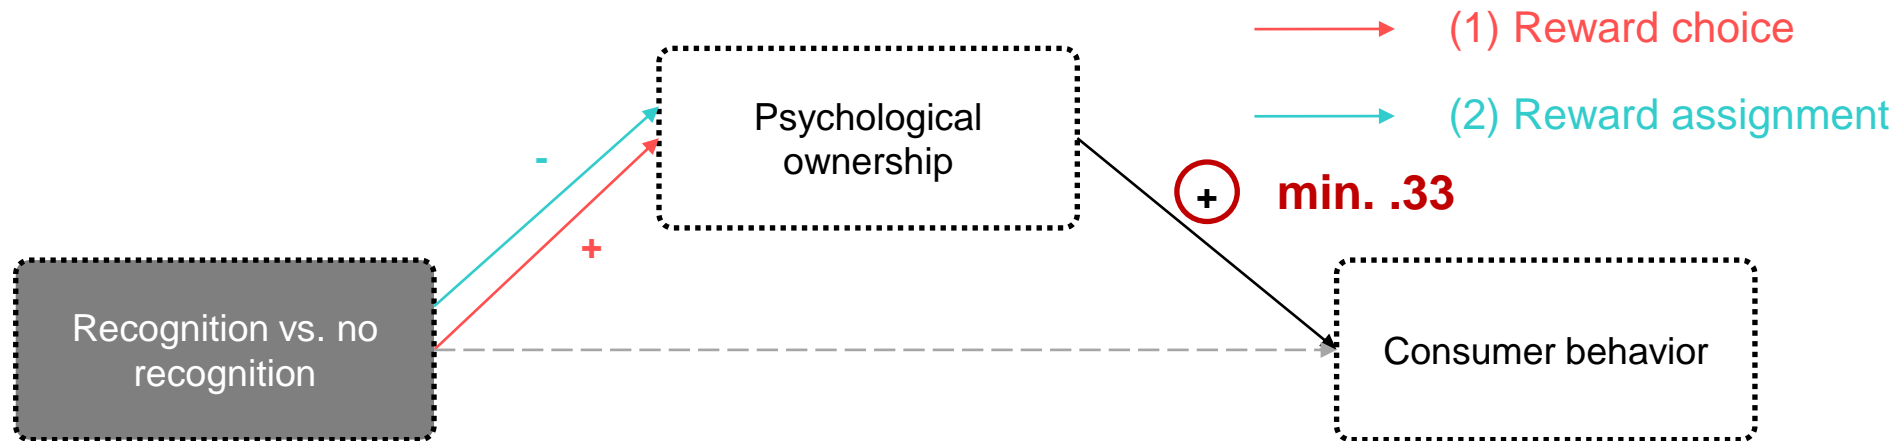 (1) Reward choice
Psychological
ownership
(2) Reward assignment
-
+ min. .33
+
Recognition vs. no
recognition
Consumer behavior